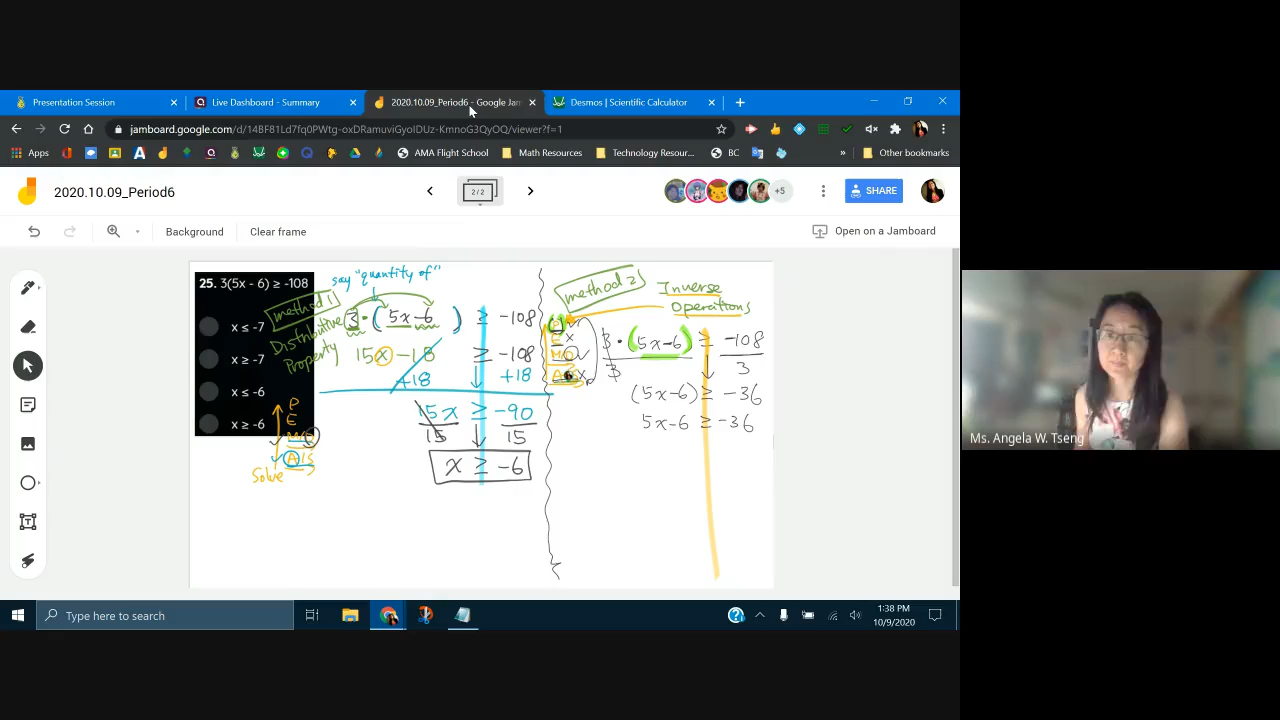 Presentation Session
Live Dashboard - Summary
2020.10.09_Period6 - Google Jam
Desmos | Scientific Calculator
jamboard.google.com/d/14BF81Ld7fq0PWtg-oxDRamuviGyoIDUz-KmnoG3QyOQ/viewer?f=1
Apps
AMA Flight School
Math Resources
Technology Resour...
BC
»
Other bookmarks
2020.10.09_Period6
2/2
+5
SHARE
Background
Clear frame
Open on a Jamboard
25. 3(5x - 6) ≥ -108
x ≤ -7
x ≥ -7
x ≤ -6
x ≥ -6
say "quantity of"
method 1
Distributive
Property
3 · (5x-6) ≥ -108
15x - 18 ≥ -108
+18 +18
15x ≥ -90
15 15
x ≥ -6
P
E
M/D
A/S
Solve
method 2
Inverse
Operations
P
E
M/D
A/S
3 · (5x-6) ≥ -108
3 3
(5x-6) ≥ -36
5x-6 ≥ -36
Ms. Angela W. Tseng
Type here to search
1:38 PM
10/9/2020